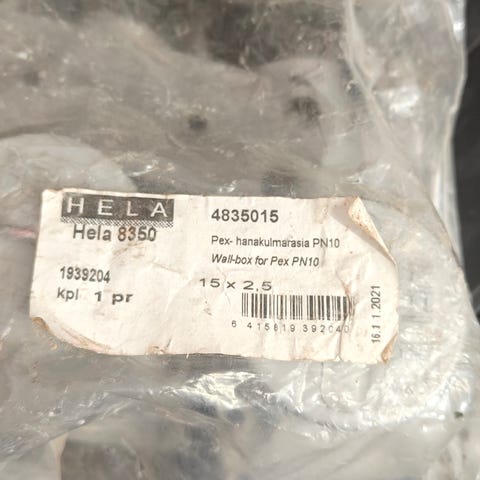 HELA
Hela 8350
4835015
Pex- hanakulmarasia PN10
Wall-box for Pex PN10
1939204
kpl 1 pr
15 x 2,5
6 415819 392040
16.11.2021